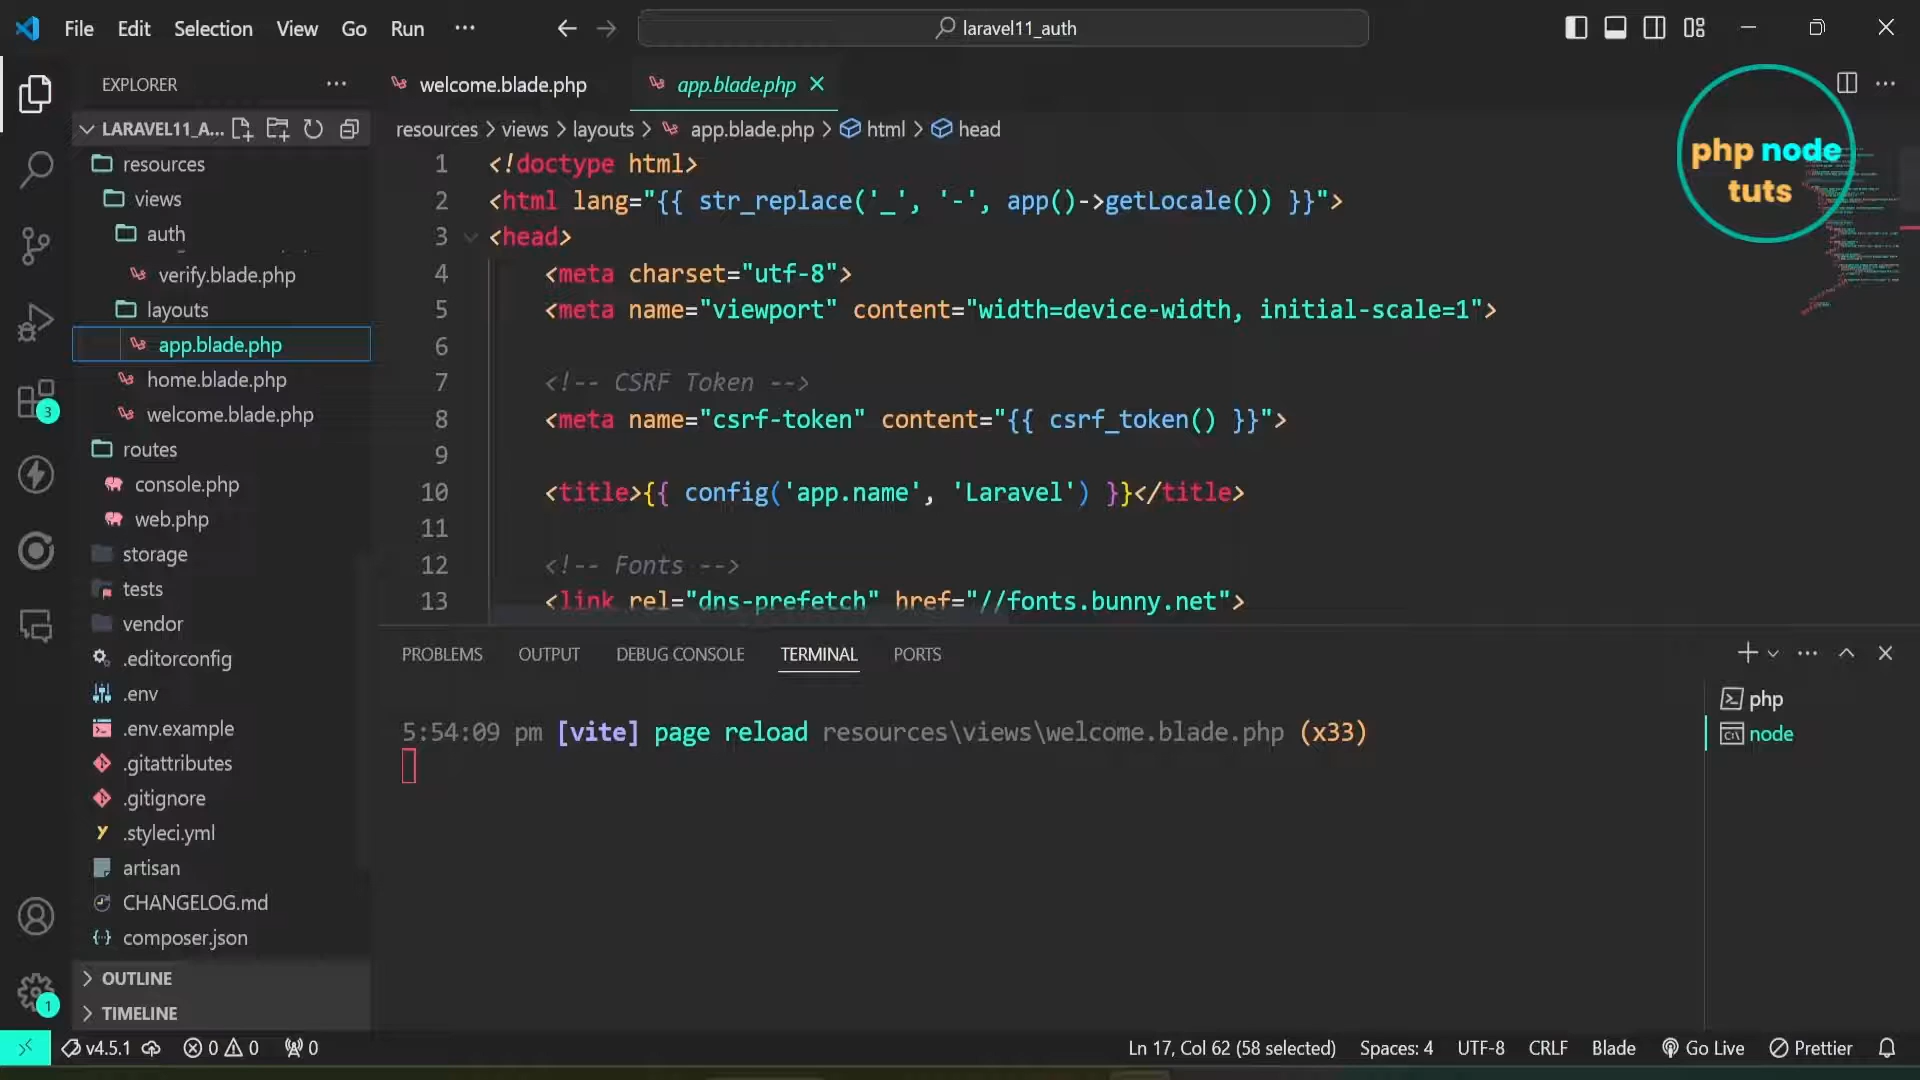 File Edit Selection View Go Run ···
laravel11_auth
EXPLORER ···
LARAVEL11_A...
resources
views
auth
verify.blade.php
layouts
app.blade.php
home.blade.php
welcome.blade.php
routes
console.php
web.php
storage
tests
vendor
.editorconfig
.env
.env.example
.gitattributes
.gitignore
.styleci.yml
artisan
CHANGELOG.md
composer.json
OUTLINE
TIMELINE
3
1
welcome.blade.php app.blade.php
resources > views > layouts > app.blade.php > html > head
php node
tuts
1 <!doctype html>
2 <html lang="{{ str_replace('_', '-', app()->getLocale()) }}">
3 <head>
4 <meta charset="utf-8">
5 <meta name="viewport" content="width=device-width, initial-scale=1">
6
7 <!-- CSRF Token -->
8 <meta name="csrf-token" content="{{ csrf_token() }}">
9
10 <title>{{ config('app.name', 'Laravel') }}</title>
11
12 <!-- Fonts -->
13 <link rel="dns-prefetch" href="//fonts.bunny.net">
PROBLEMS OUTPUT DEBUG CONSOLE TERMINAL PORTS
5:54:09 pm [vite] page reload resources\views\welcome.blade.php (x33)
php
node
v4.5.1 0 0 0 Ln 17, Col 62 (58 selected) Spaces: 4 UTF-8 CRLF Blade Go Live Prettier